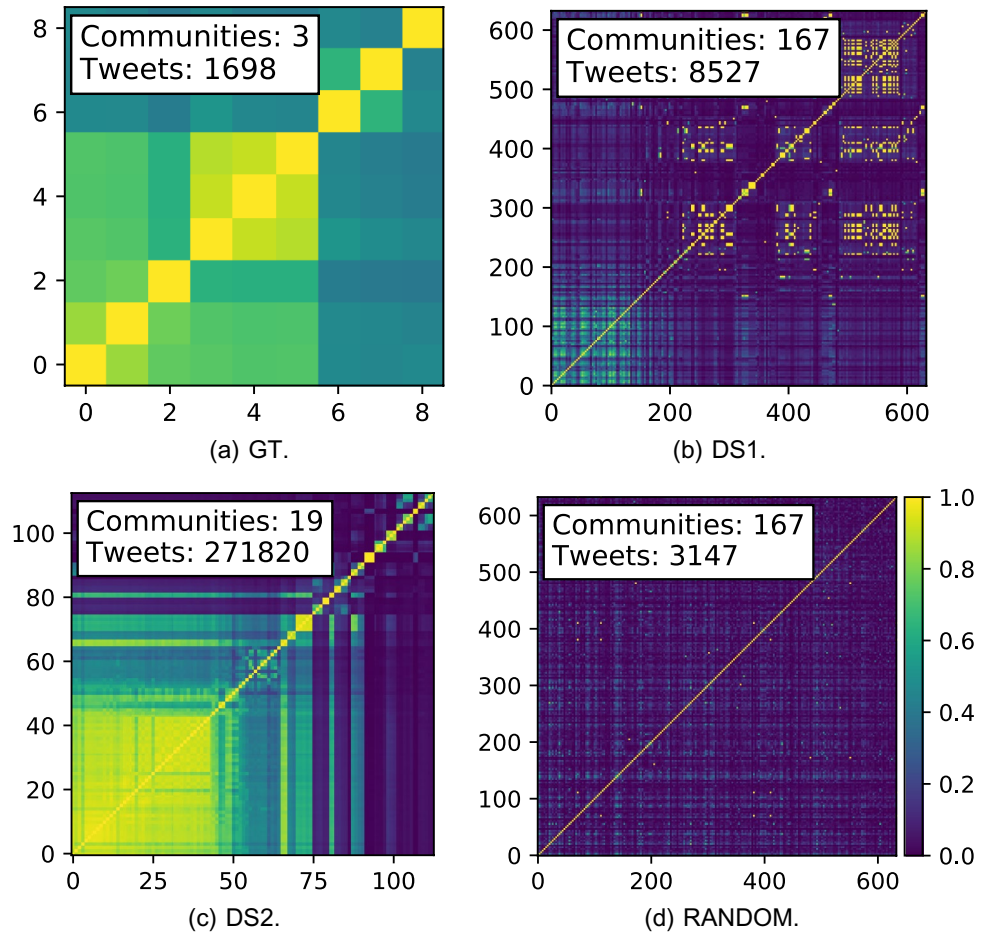 Communities: 3
Tweets: 1698
8
6
4
2
0
0 2 4 6 8
(a) GT.
Communities: 167
Tweets: 8527
600
500
400
300
200
100
0
0 200 400 600
(b) DS1.
Communities: 19
Tweets: 271820
100
80
60
40
20
0
0 25 50 75 100
(c) DS2.
Communities: 167
Tweets: 3147
600
500
400
300
200
100
0
0 200 400 600
1.0
0.8
0.6
0.4
0.2
0.0
(d) RANDOM.